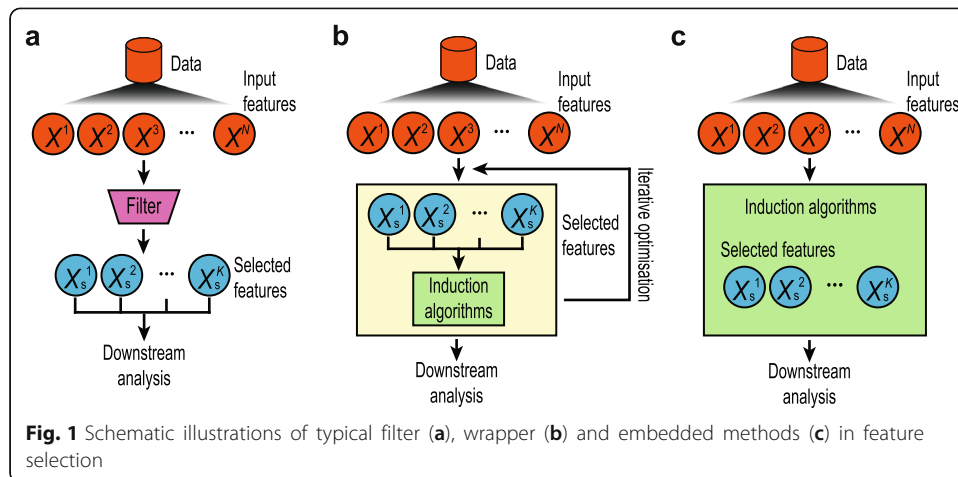 a
Data
Input
features
X¹ X² X³ ... Xᴺ
Filter
Xₛ¹ Xₛ² ... Xₛᴷ
Selected
features
Downstream
analysis
b
Data
Input
features
X¹ X² X³ ... Xᴺ
Iterative optimisation
Xₛ¹ Xₛ² ... Xₛᴷ
Selected
features
Induction
algorithms
Downstream
analysis
c
Data
Input
features
X¹ X² X³ ... Xᴺ
Induction algorithms
Selected features
Xₛ¹ Xₛ² ... Xₛᴷ
Downstream
analysis
Fig. 1 Schematic illustrations of typical filter (a), wrapper (b) and embedded methods (c) in feature
selection